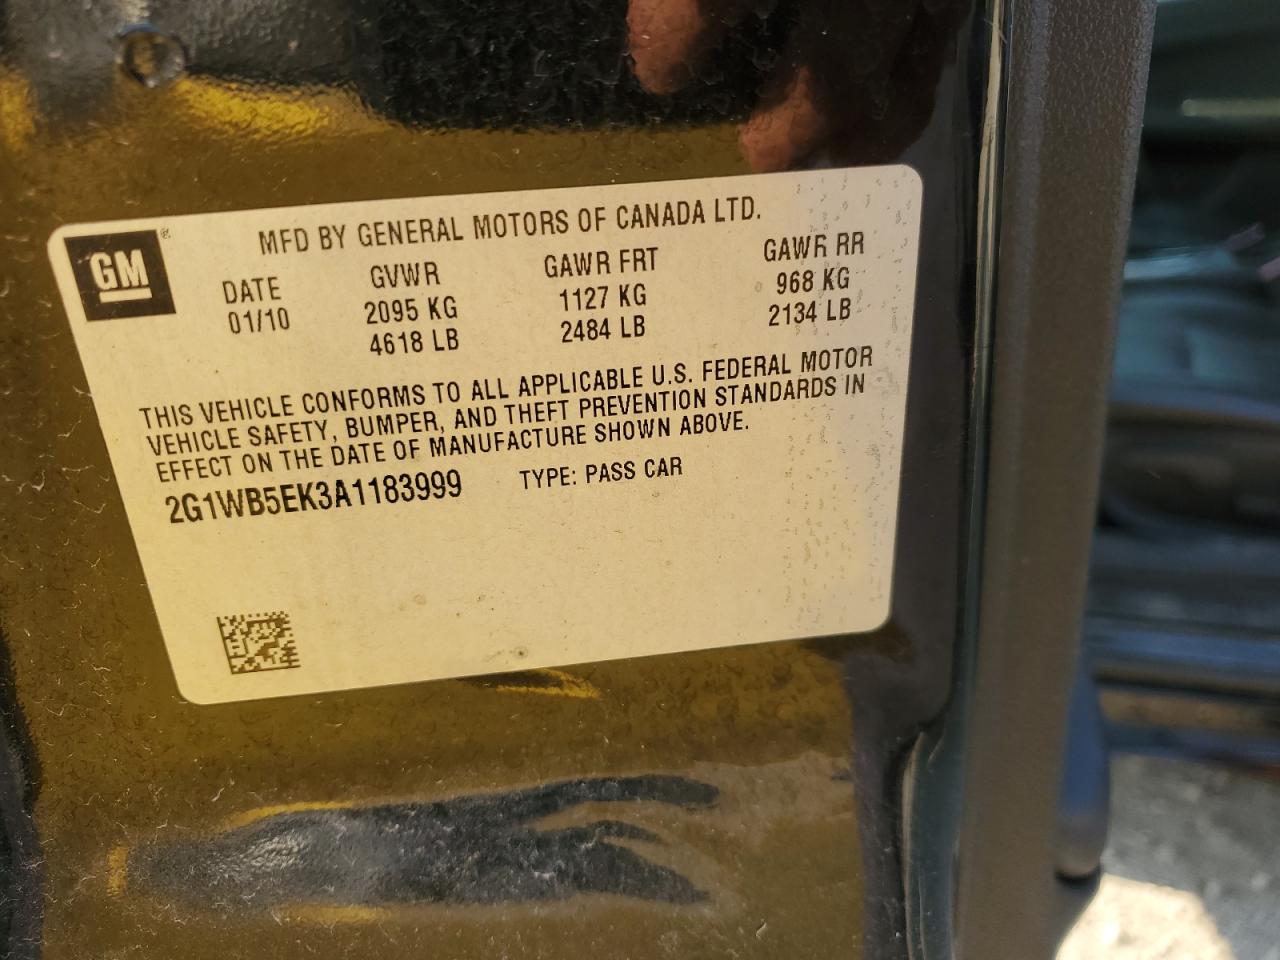 GM ®
MFD BY GENERAL MOTORS OF CANADA LTD.
DATE GVWR GAWR FRT GAWR RR
01/10 2095 KG 1127 KG 968 KG
4618 LB 2484 LB 2134 LB
THIS VEHICLE CONFORMS TO ALL APPLICABLE U.S. FEDERAL MOTOR
VEHICLE SAFETY, BUMPER, AND THEFT PREVENTION STANDARDS IN
EFFECT ON THE DATE OF MANUFACTURE SHOWN ABOVE.
2G1WB5EK3A1183999 TYPE: PASS CAR